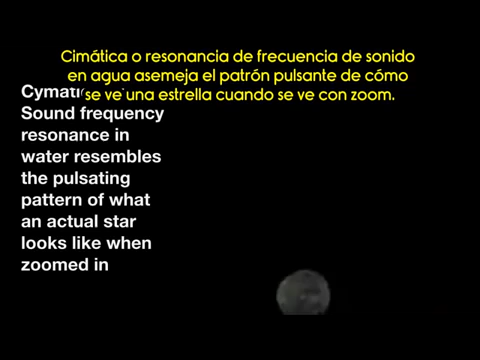 Cimática o resonancia de frecuencia de sonido
en agua asemeja el patrón pulsante de cómo
se ve una estrella cuando se ve con zoom.
Sound frequency
resonance in
water resembles
the pulsating
pattern of what
an actual star
looks like when
zoomed in